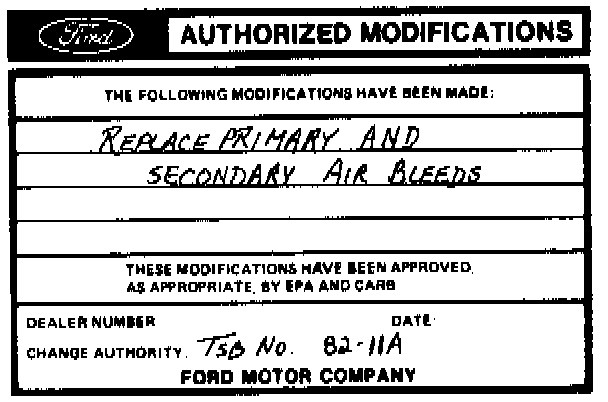 Ford AUTHORIZED MODIFICATIONS
THE FOLLOWING MODIFICATIONS HAVE BEEN MADE:
REPLACE PRIMARY AND
SECONDARY AIR BLEEDS
THESE MODIFICATIONS HAVE BEEN APPROVED,
AS APPROPRIATE, BY EPA AND CARB
DEALER NUMBER DATE
CHANGE AUTHORITY. TSB No. 82-11A
FORD MOTOR COMPANY